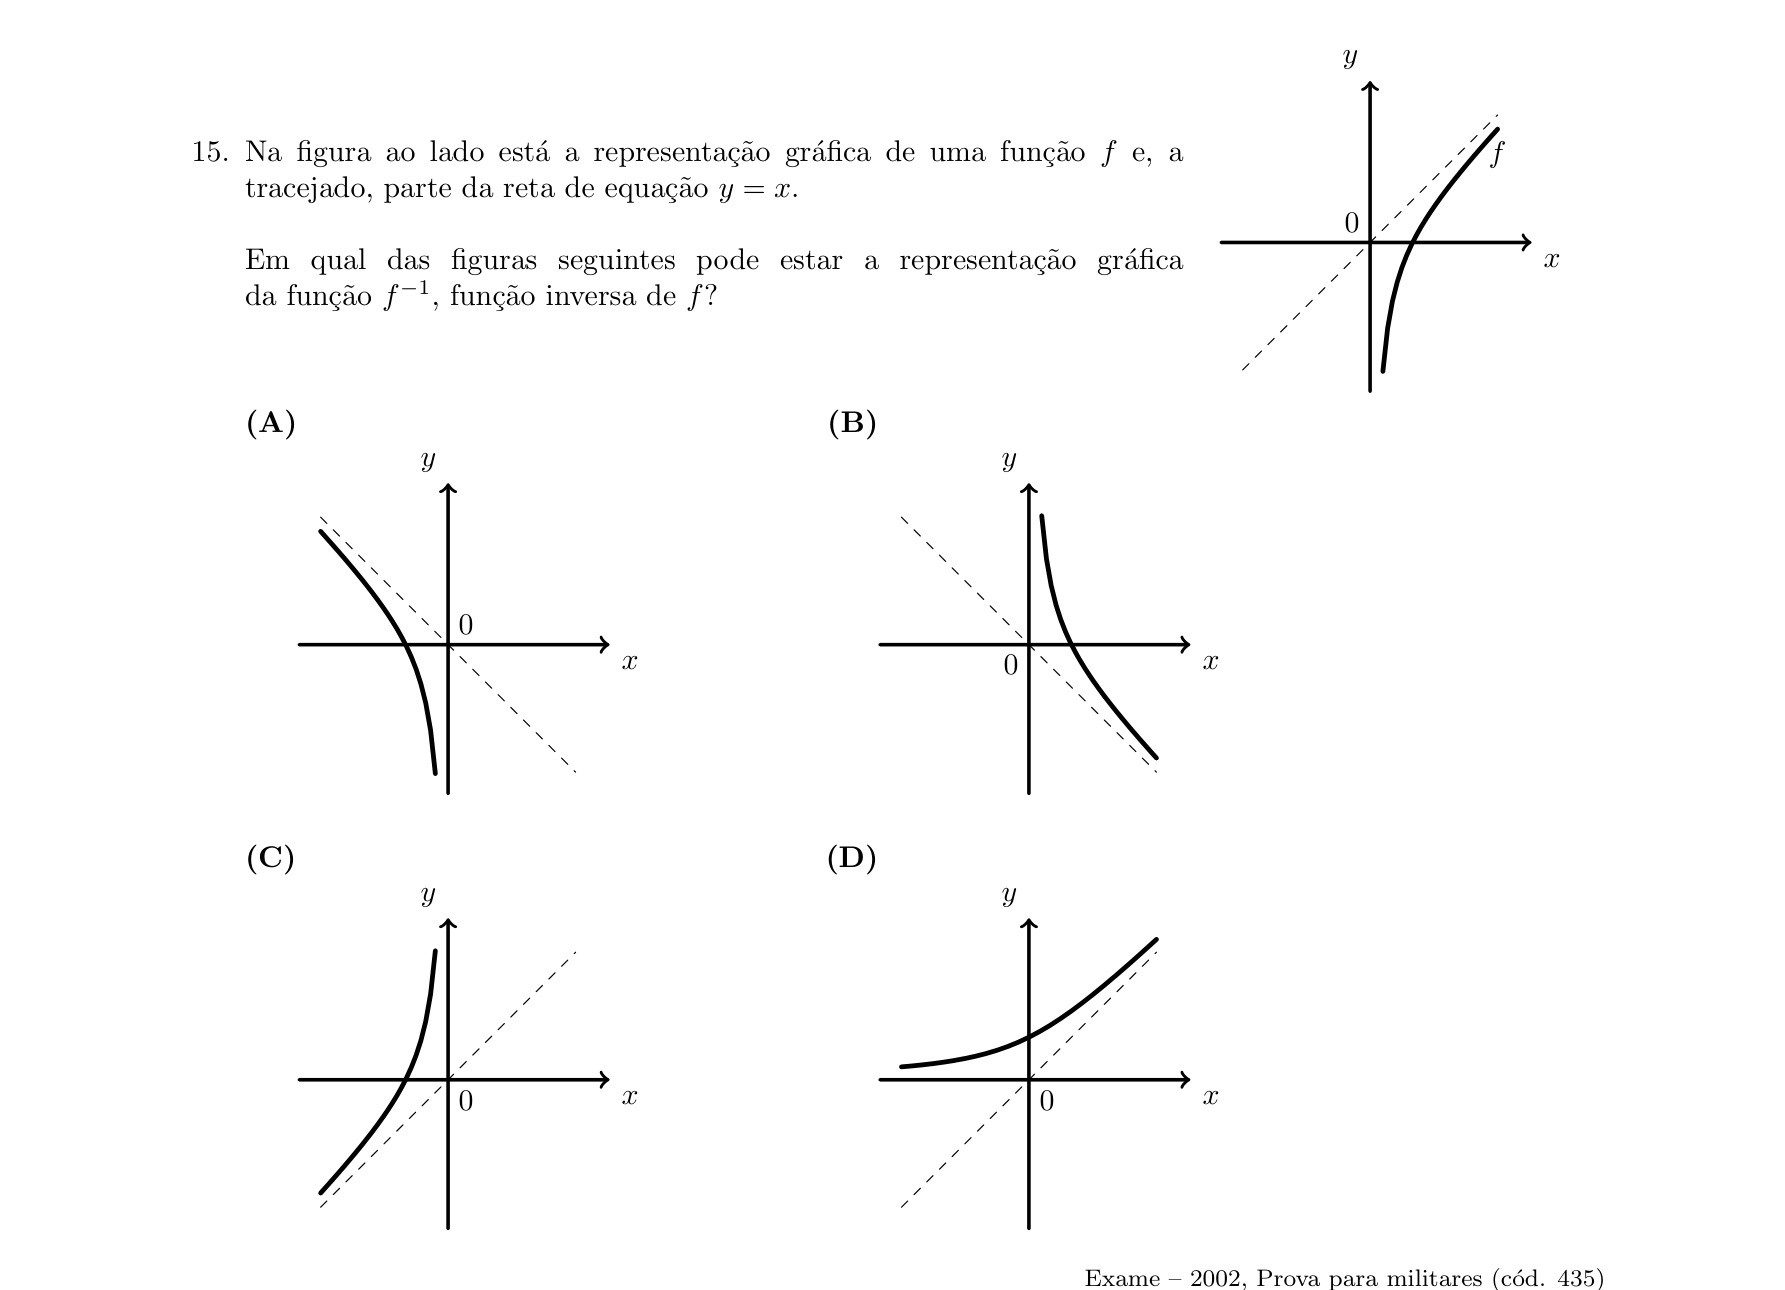 15. Na figura ao lado está a representação gráfica de uma função f e, a
tracejado, parte da reta de equação y = x.
Em qual das figuras seguintes pode estar a representação gráfica
da função f⁻¹, função inversa de f?
y
f
0
x
(A)
y
0
x
(B)
y
0
x
(C)
y
0
x
(D)
y
0
x
Exame – 2002, Prova para militares (cód. 435)